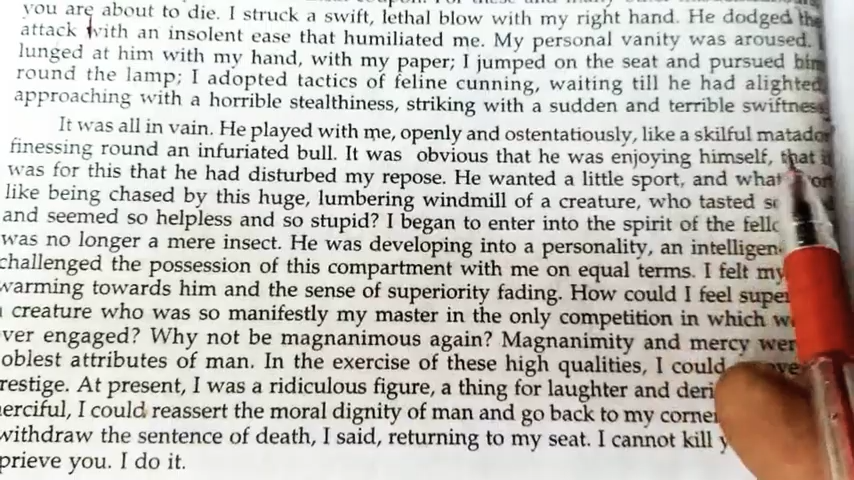 you are about to die. I struck a swift, lethal blow with my right hand. He dodged the
attack with an insolent ease that humiliated me. My personal vanity was aroused. I
lunged at him with my hand, with my paper; I jumped on the seat and pursued him
round the lamp; I adopted tactics of feline cunning, waiting till he had alighted,
approaching with a horrible stealthiness, striking with a sudden and terrible swiftness.
It was all in vain. He played with me, openly and ostentatiously, like a skilful matador
finessing round an infuriated bull. It was obvious that he was enjoying himself, that it
was for this that he had disturbed my repose. He wanted a little sport, and what
like being chased by this huge, lumbering windmill of a creature, who tasted
and seemed so helpless and so stupid? I began to enter into the spirit of the
was no longer a mere insect. He was developing into a personality, an
challenged the possession of this compartment with me on equal terms. I felt my
warming towards him and the sense of superiority fading. How could I feel
creature who was so manifestly my master in the only competition in which
ver engaged? Why not be magnanimous again? Magnanimity and mercy
oblest attributes of man. In the exercise of these high qualities, I could
restige. At present, I was a ridiculous figure, a thing for laughter and
erciful, I could reassert the moral dignity of man and go back to my
withdraw the sentence of death, I said, returning to my seat. I cannot kill
prieve you. I do it.